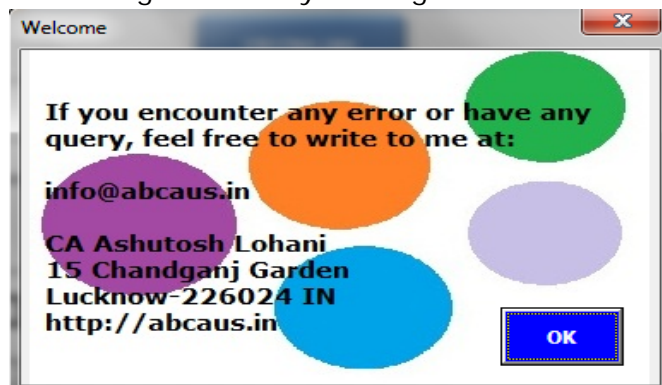 Welcome
If you encounter any error or have any
query, feel free to write to me at:
info@abcaus.in
CA Ashutosh Lohani
15 Chandganj Garden
Lucknow-226024 IN
http://abcaus.in
OK